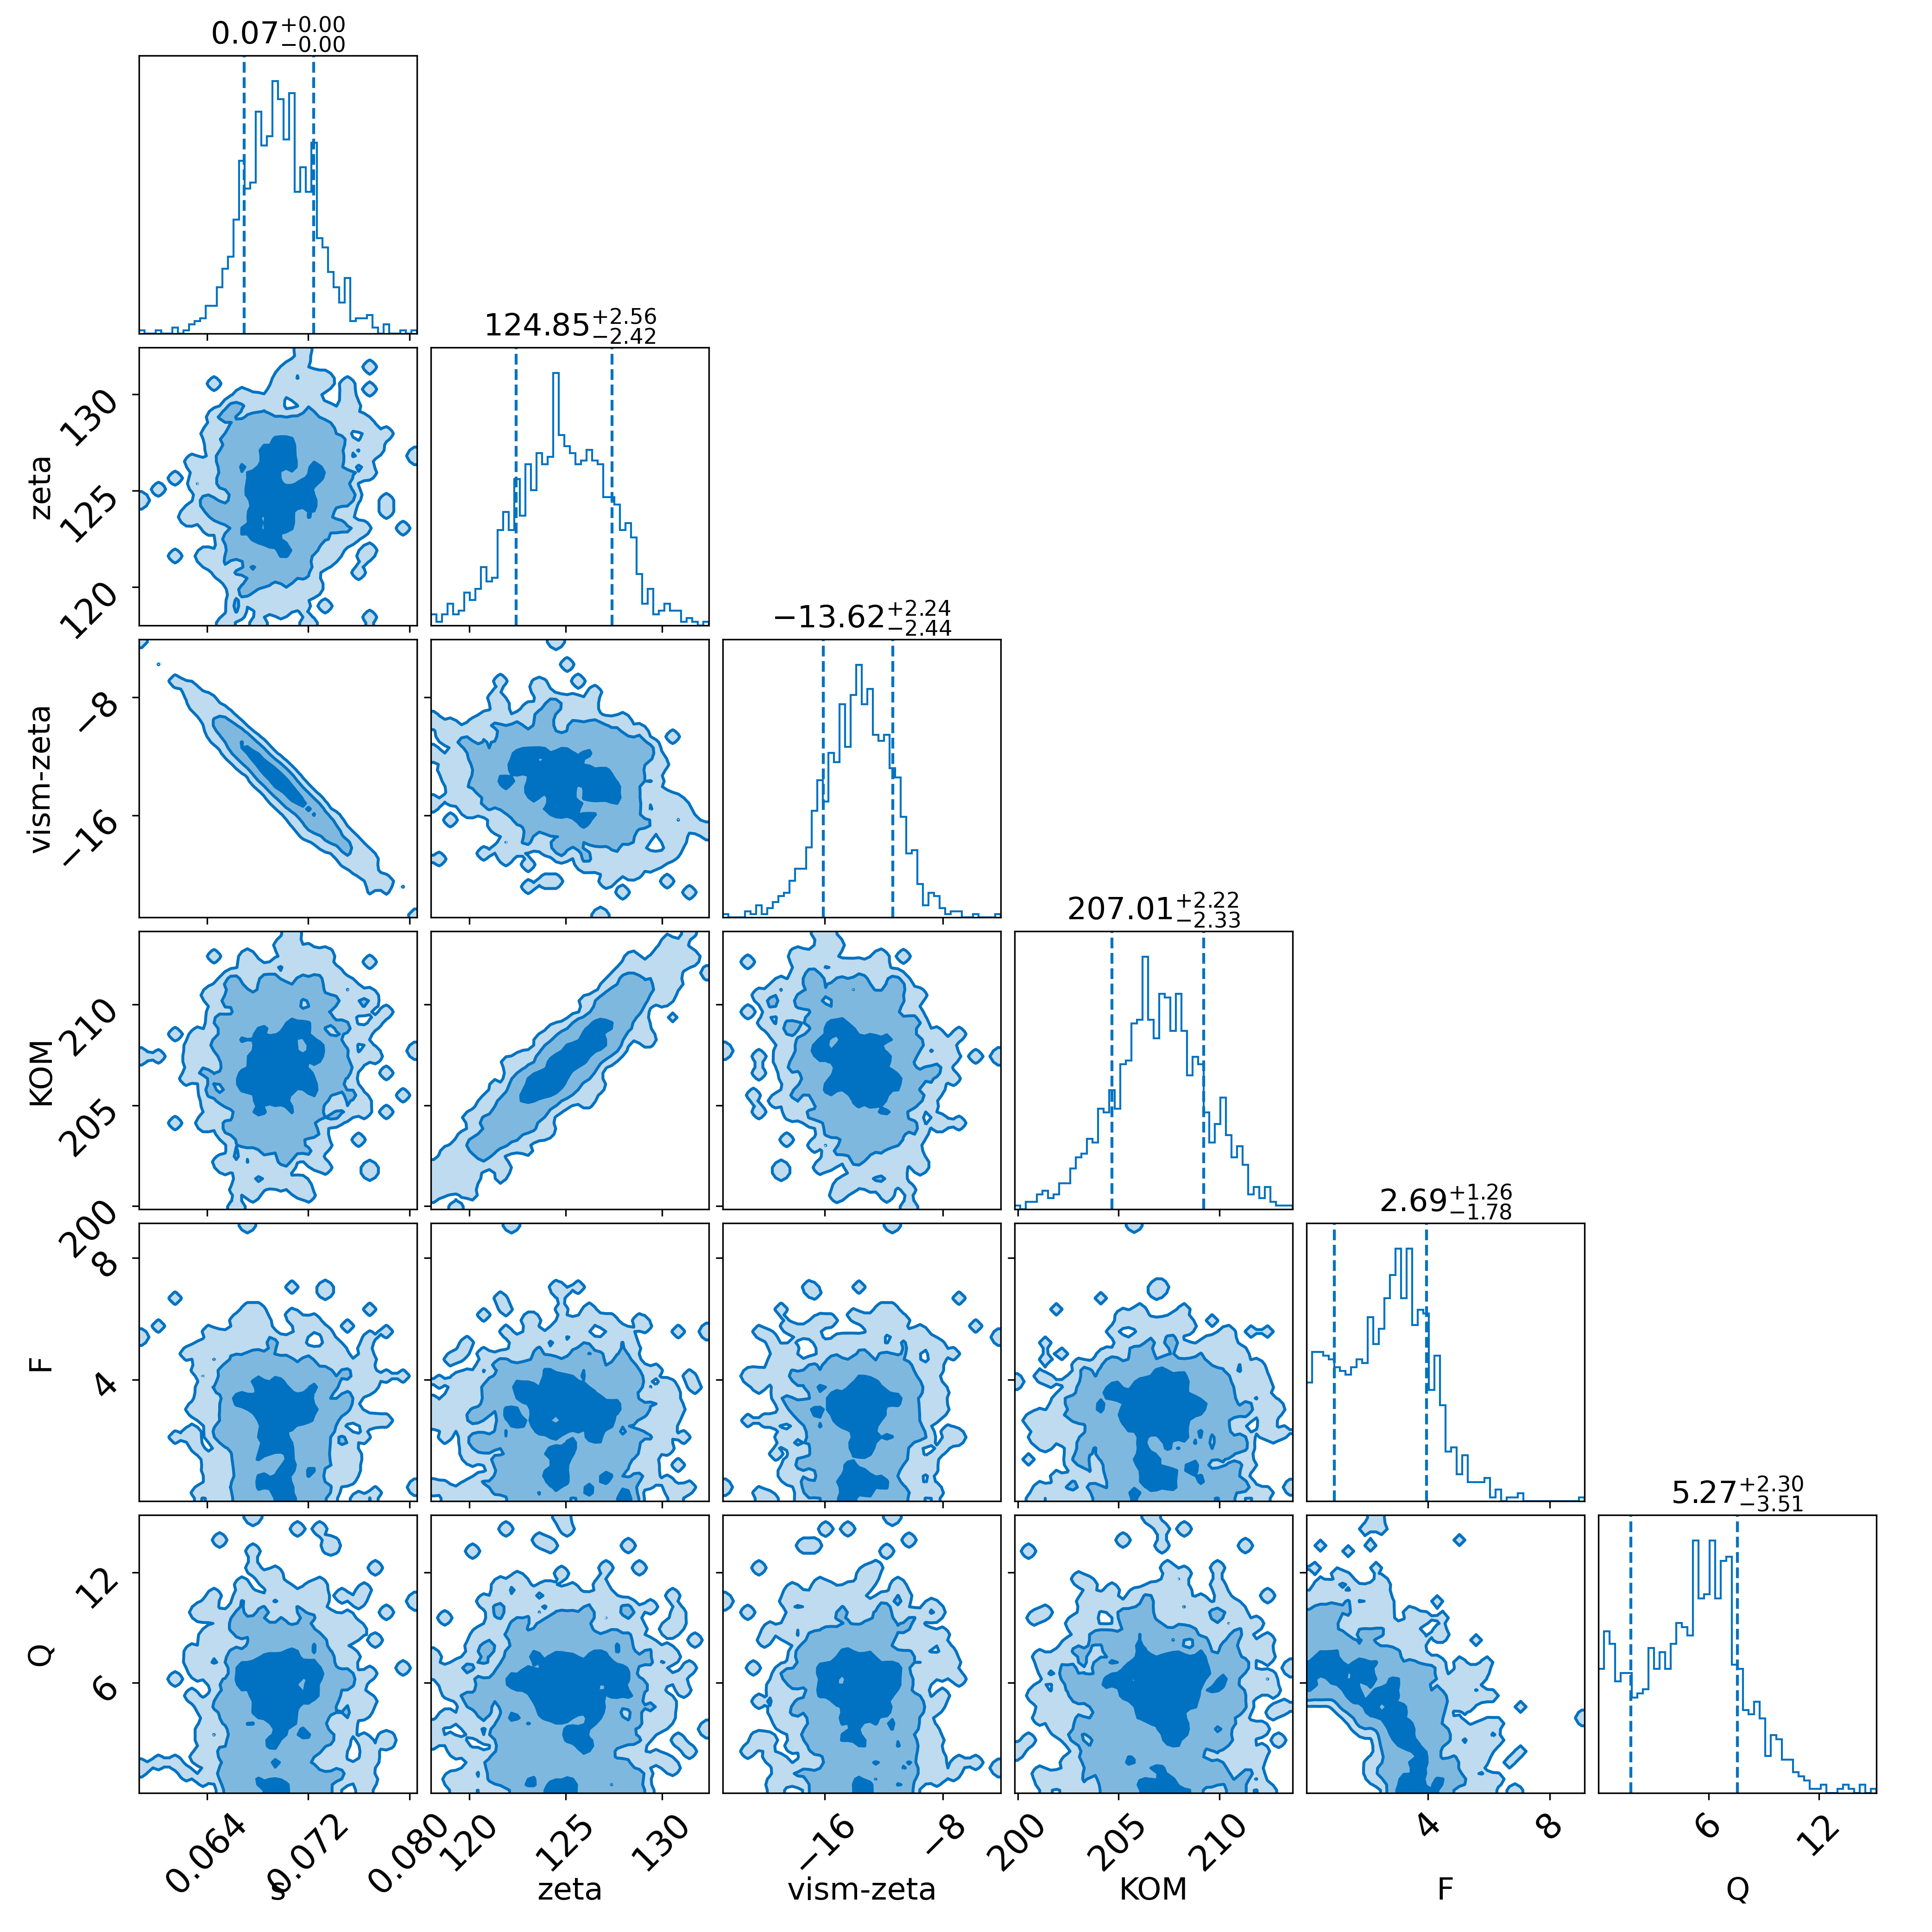 0.07+0.00−0.00
124.85+2.56−2.42
zeta
130
125
120
−13.62+2.24−2.44
vism-zeta
−8
−16
207.01+2.22−2.33
KOM
210
205
200
2.69+1.26−1.78
F
8
4
5.27+2.30−3.51
Q
12
6
0.064 0.072 0.080 120 125 130 −16 −8 200 205 210 4 8 6 12
s zeta vism-zeta KOM F Q